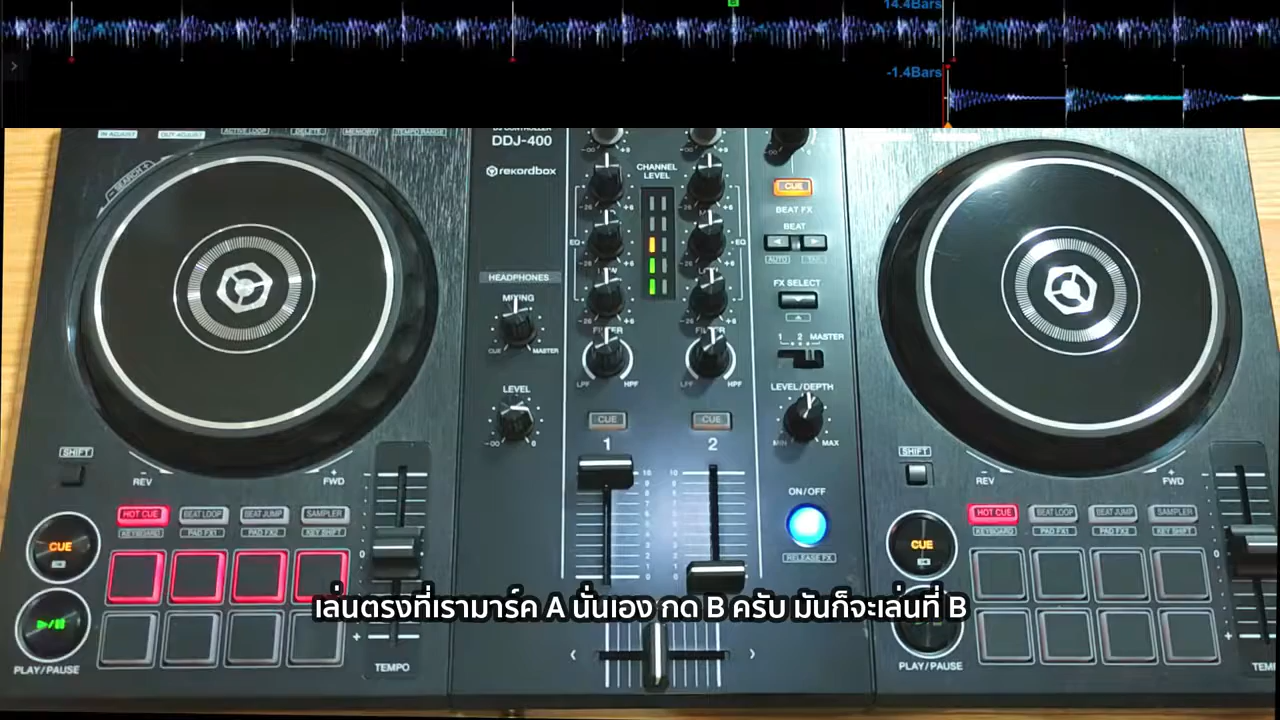 14.4Bars
B
-1.4Bars
IN ADJUST
OUT ADJUST
ACTIVE LOOP
DELETE
MEMORY
TEMPO RANGE
DJ CONTROLLER
DDJ-400
rekordbox
CHANNEL
LEVEL
EQ
EQ
SEARCH
CUE
BEAT FX
BEAT
AUTO
TAP
FX SELECT
1 2 MASTER
LEVEL/DEPTH
MIN
MAX
ON/OFF
RELEASE FX
HEADPHONES
MIXING
CUE
MASTER
LEVEL
FILTER
LPF
HPF
LPF
HPF
CUE
CUE
1
2
SHIFT
REV
FWD
HOT CUE
BEAT LOOP
BEAT JUMP
SAMPLER
KEYBOARD
PAD FX1
PAD FX2
KEY SHIFT
CUE
PLAY/PAUSE
TEMPO
SHIFT
REV
FWD
HOT CUE
BEAT LOOP
BEAT JUMP
SAMPLER
KEYBOARD
PAD FX1
PAD FX2
KEY SHIFT
CUE
PLAY/PAUSE
เล่นตรงที่เรามาร์ค A นั่นเอง กด B ครับ มันก็จะเล่นที่ B